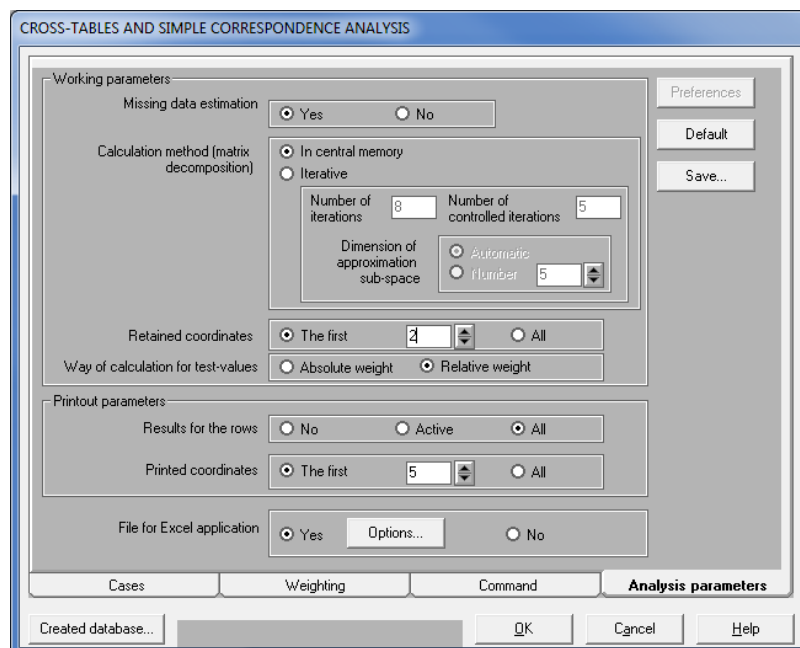 CROSS-TABLES AND SIMPLE CORRESPONDENCE ANALYSIS
Working parameters
Missing data estimation
Yes No
Preferences
Default
Save...
Calculation method (matrix
decomposition)
In central memory
Iterative
Number of
iterations
8
Number of
controlled iterations
5
Dimension of
approximation
sub-space
Automatic
Number 5
Retained coordinates The first 2 All
Way of calculation for test-values Absolute weight Relative weight
Printout parameters
Results for the rows No Active All
Printed coordinates The first 5 All
File for Excel application Yes Options... No
Cases Weighting Command Analysis parameters
Created database... OK Cancel Help